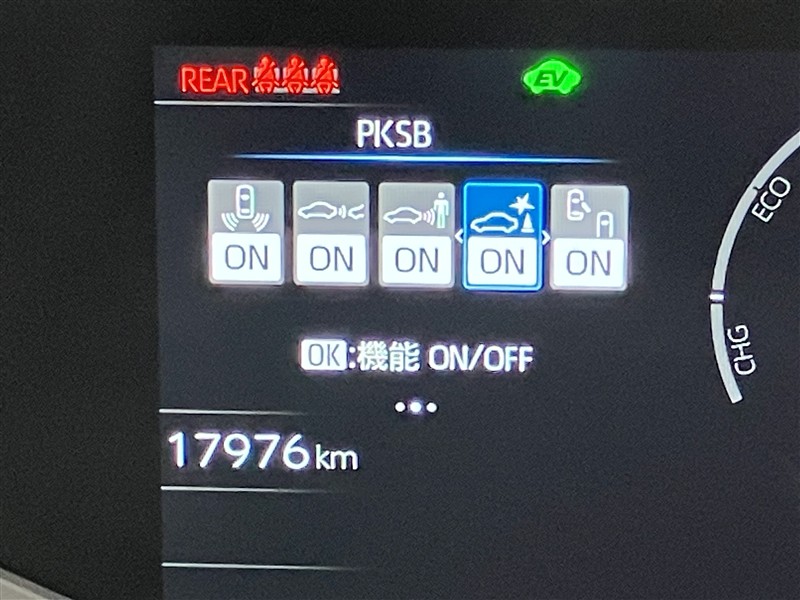 REAR EV
PKSB
ON ON ON ON ON
OK:機能 ON/OFF
17976km
ECO
CHG